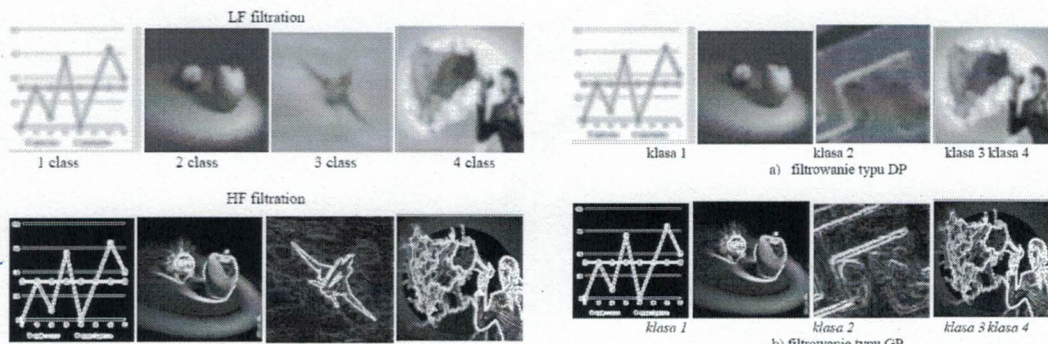 LF filtration
1 class 2 class 3 class 4 class
HF filtration
klasa 1 klasa 2 klasa 3 klasa 4
a) filtrowanie typu DP
klasa 1 klasa 2 klasa 3 klasa 4
b) filtrowanie typu GP